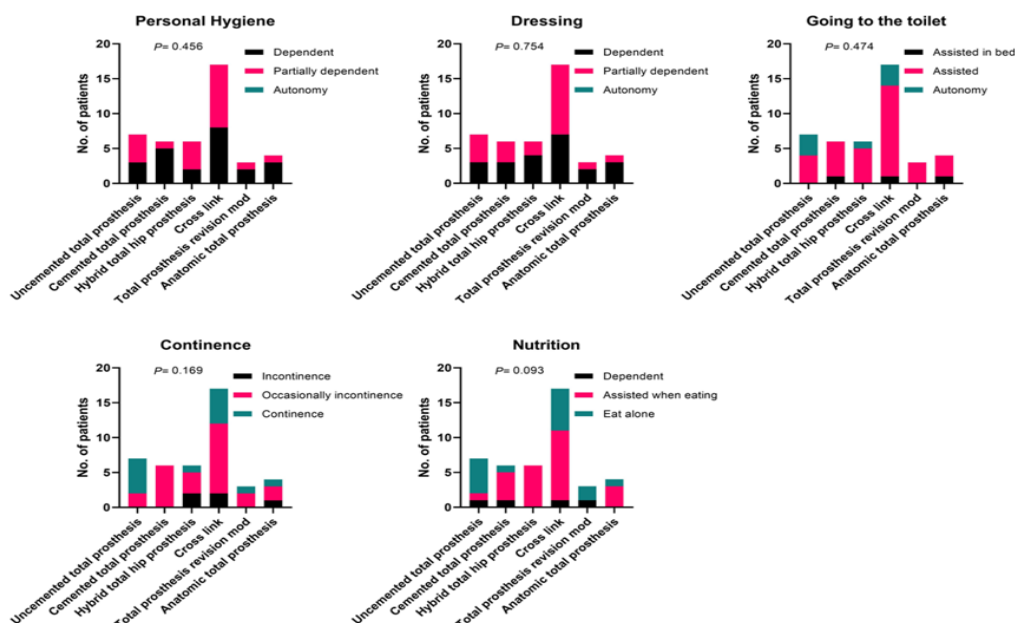 Personal Hygiene
P= 0.456
Dependent
Partially dependent
Autonomy
No. of patients
20
15
10
5
0
Uncemented total prosthesis
Cemented total prosthesis
Hybrid total hip prosthesis
Cross link
Total prosthesis revision mod
Anatomic total prosthesis
Dressing
P= 0.754
Dependent
Partially dependent
Autonomy
No. of patients
20
15
10
5
0
Uncemented total prosthesis
Cemented total prosthesis
Hybrid total hip prosthesis
Cross link
Total prosthesis revision mod
Anatomic total prosthesis
Going to the toilet
P= 0.474
Assisted in bed
Assisted
Autonomy
No. of patients
20
15
10
5
0
Uncemented total prosthesis
Cemented total prosthesis
Hybrid total hip prosthesis
Cross link
Total prosthesis revision mod
Anatomic total prosthesis
Continence
P= 0.169
Incontinence
Occasionally incontinence
Continence
No. of patients
20
15
10
5
0
Uncemented total prosthesis
Cemented total prosthesis
Hybrid total hip prosthesis
Cross link
Total prosthesis revision mod
Anatomic total prosthesis
Nutrition
P= 0.093
Dependent
Assisted when eating
Eat alone
No. of patients
20
15
10
5
0
Uncemented total prosthesis
Cemented total prosthesis
Hybrid total hip prosthesis
Cross link
Total prosthesis revision mod
Anatomic total prosthesis